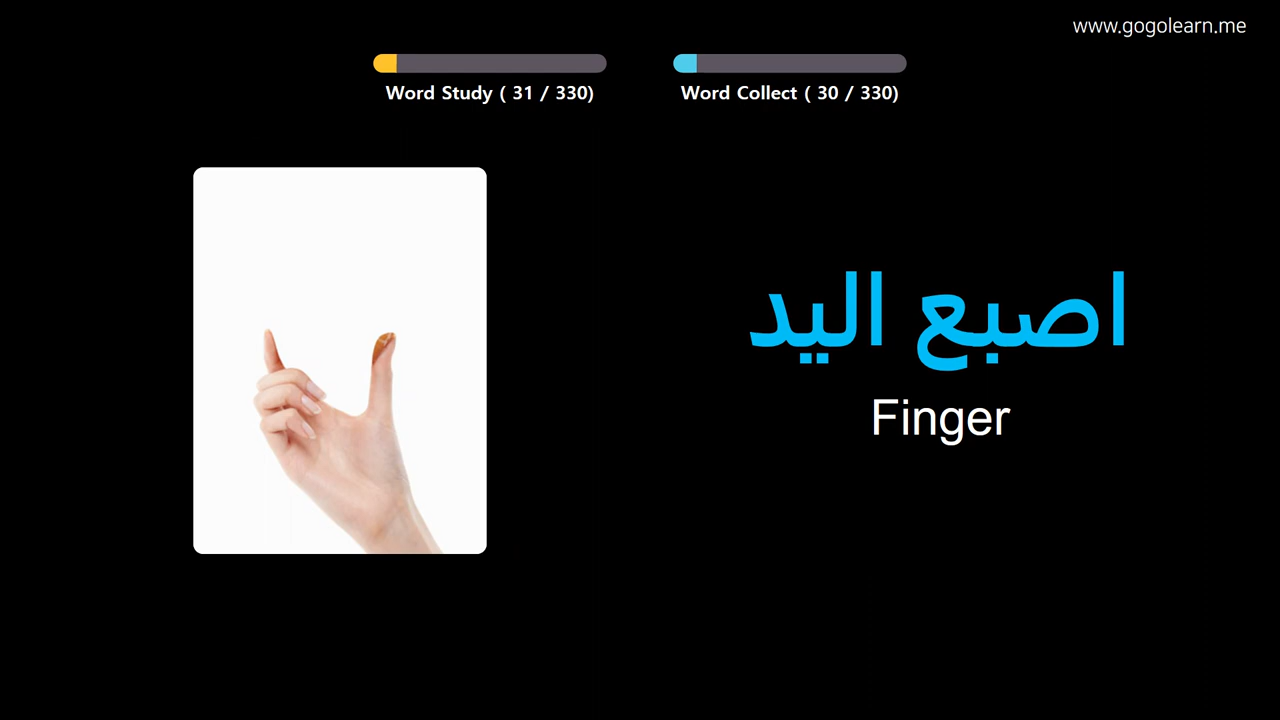 www.gogolearn.me
Word Study ( 31 / 330)
Word Collect ( 30 / 330)
اصبع اليد
Finger